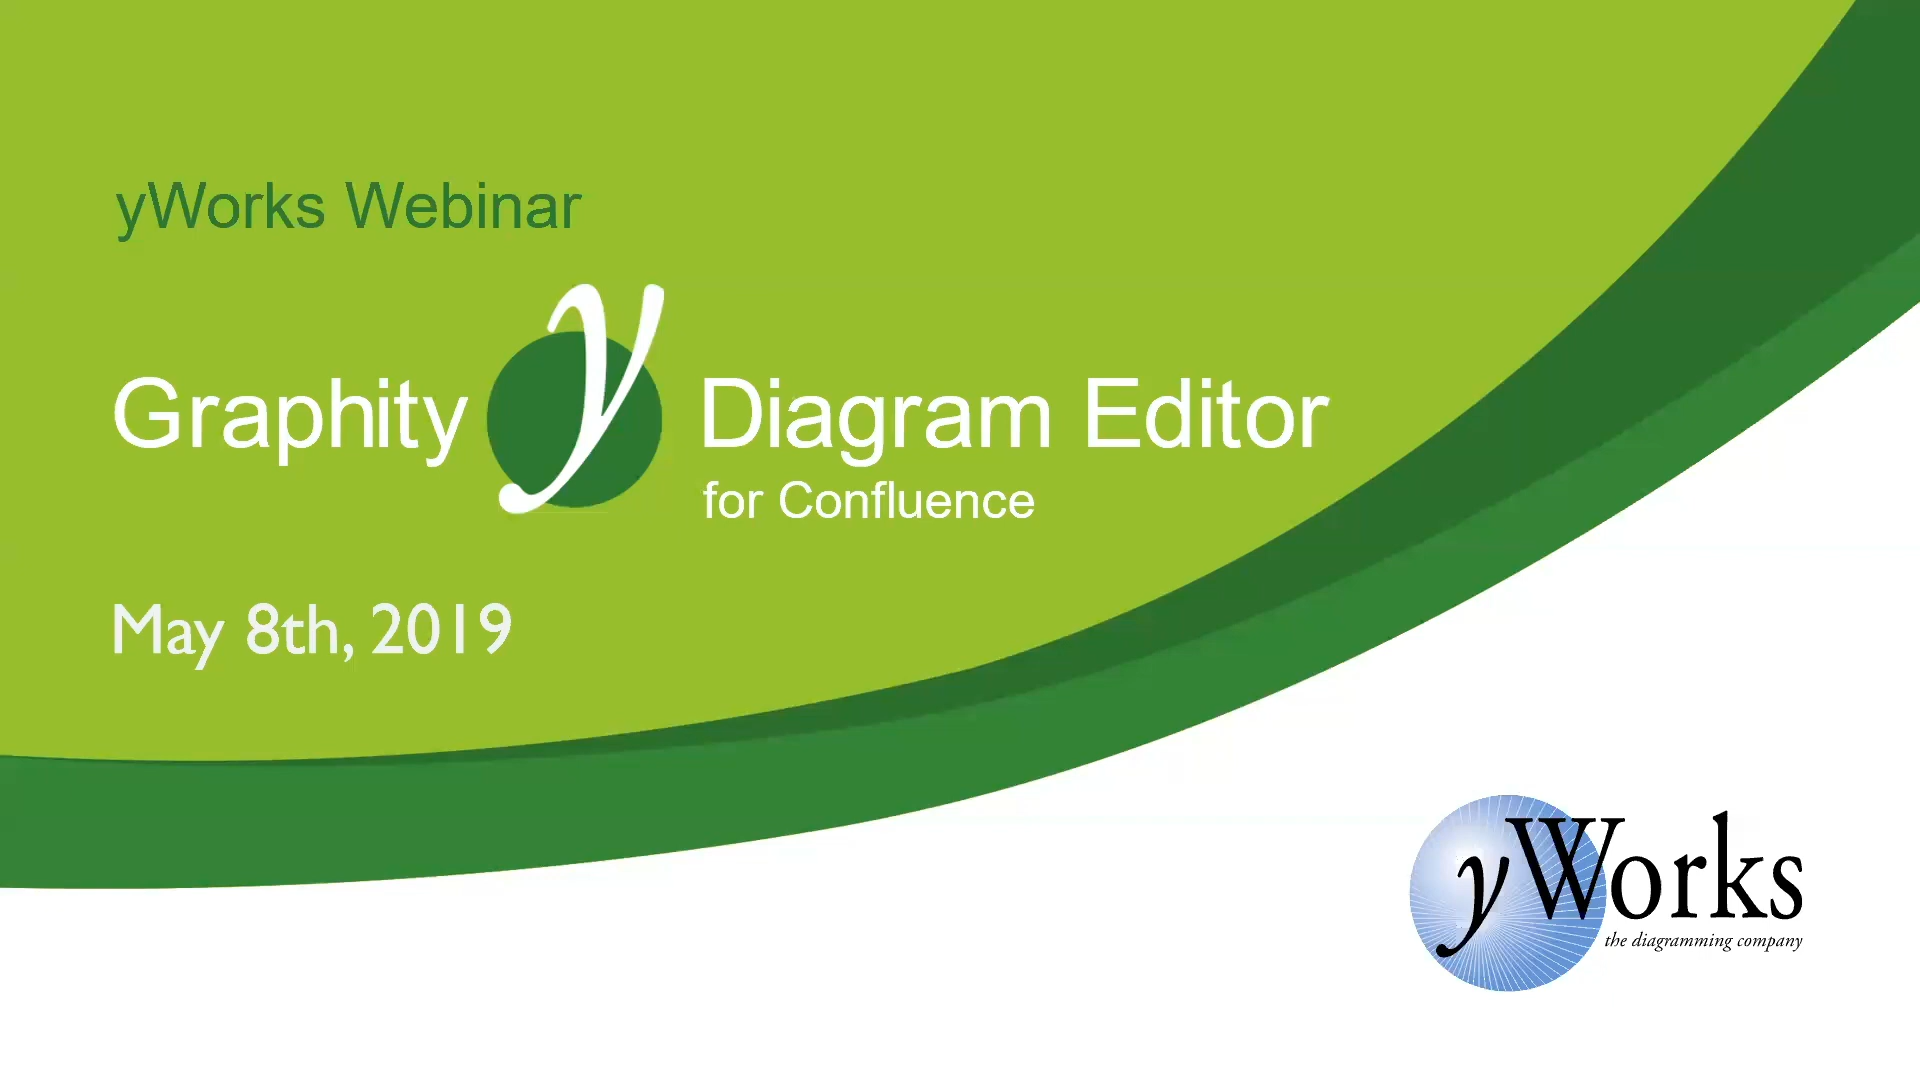 yWorks Webinar
Graphity y Diagram Editor
for Confluence
May 8th, 2019
yWorks
the diagramming company